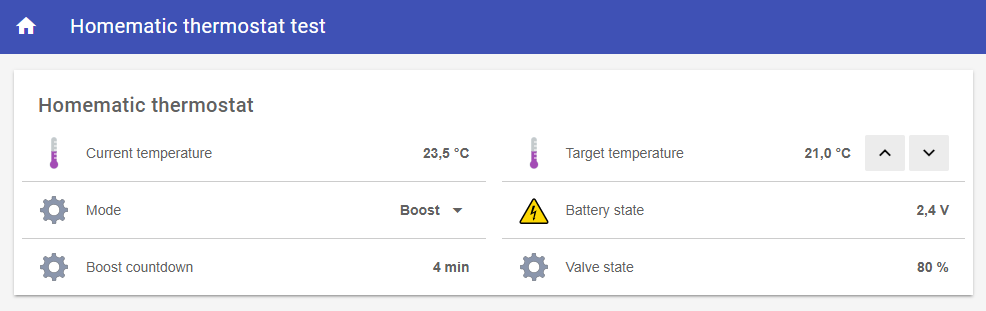 Homematic thermostat test
Homematic thermostat
Current temperature 23,5 °C Target temperature 21,0 °C
Mode Boost Battery state 2,4 V
Boost countdown 4 min Valve state 80 %